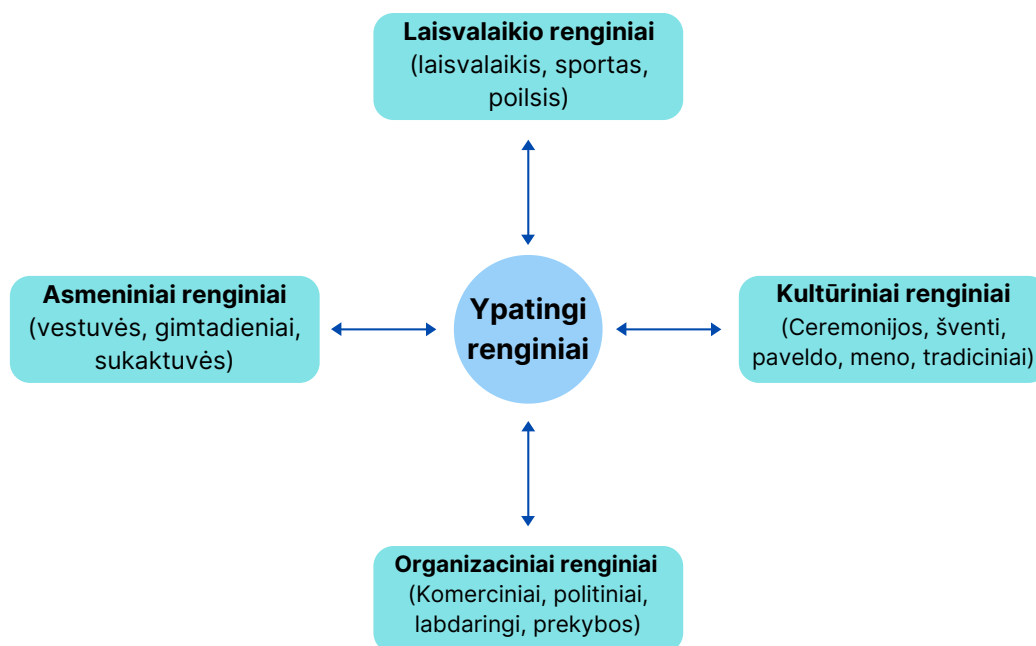 Laisvalaikio renginiai
(laisvalaikis, sportas,
poilsis)
Asmeniniai renginiai
(vestuvės, gimtadieniai,
sukaktuvės)
Ypatingi
renginiai
Kultūriniai renginiai
(Ceremonijos, šventi,
paveldo, meno, tradiciniai)
Organizaciniai renginiai
(Komerciniai, politiniai,
labdaringi, prekybos)